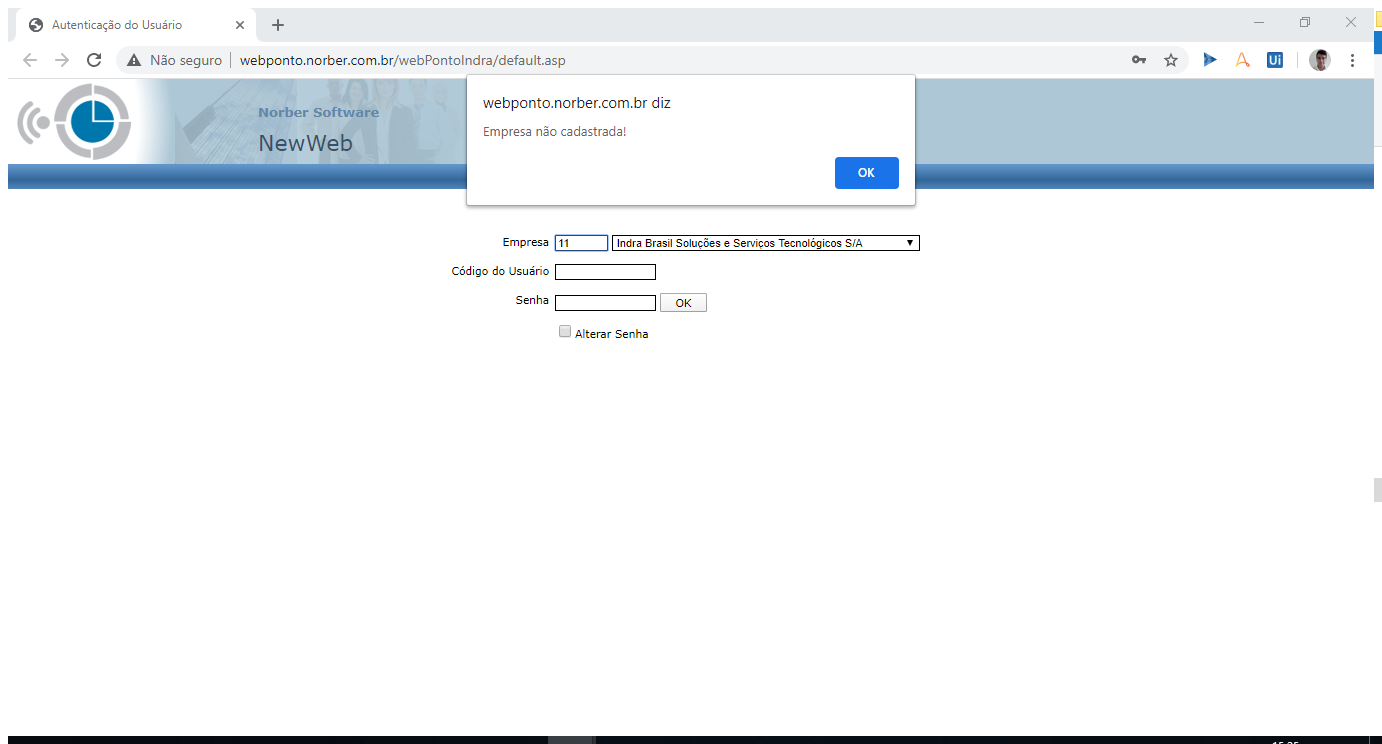 Autenticação do Usuário
Não seguro
webponto.norber.com.br/webPontoIndra/default.asp
Ui
Norber Software
NewWeb
webponto.norber.com.br diz
Empresa não cadastrada!
OK
Empresa 11 Indra Brasil Soluções e Serviços Tecnológicos S/A
Código do Usuário
Senha OK
Alterar Senha